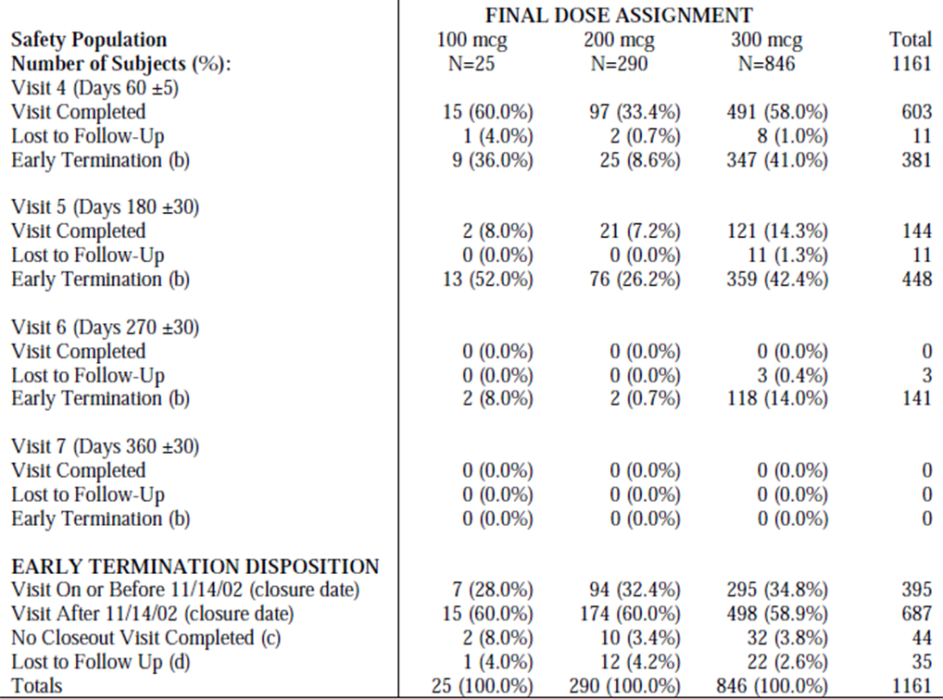 FINAL DOSE ASSIGNMENT
Safety Population 100 mcg 200 mcg 300 mcg Total
Number of Subjects (%): N=25 N=290 N=846 1161
Visit 4 (Days 60 ±5)
Visit Completed 15 (60.0%) 97 (33.4%) 491 (58.0%) 603
Lost to Follow-Up 1 (4.0%) 2 (0.7%) 8 (1.0%) 11
Early Termination (b) 9 (36.0%) 25 (8.6%) 347 (41.0%) 381
Visit 5 (Days 180 ±30)
Visit Completed 2 (8.0%) 21 (7.2%) 121 (14.3%) 144
Lost to Follow-Up 0 (0.0%) 0 (0.0%) 11 (1.3%) 11
Early Termination (b) 13 (52.0%) 76 (26.2%) 359 (42.4%) 448
Visit 6 (Days 270 ±30)
Visit Completed 0 (0.0%) 0 (0.0%) 0 (0.0%) 0
Lost to Follow-Up 0 (0.0%) 0 (0.0%) 3 (0.4%) 3
Early Termination (b) 2 (8.0%) 2 (0.7%) 118 (14.0%) 141
Visit 7 (Days 360 ±30)
Visit Completed 0 (0.0%) 0 (0.0%) 0 (0.0%) 0
Lost to Follow-Up 0 (0.0%) 0 (0.0%) 0 (0.0%) 0
Early Termination (b) 0 (0.0%) 0 (0.0%) 0 (0.0%) 0
EARLY TERMINATION DISPOSITION
Visit On or Before 11/14/02 (closure date) 7 (28.0%) 94 (32.4%) 295 (34.8%) 395
Visit After 11/14/02 (closure date) 15 (60.0%) 174 (60.0%) 498 (58.9%) 687
No Closeout Visit Completed (c) 2 (8.0%) 10 (3.4%) 32 (3.8%) 44
Lost to Follow Up (d) 1 (4.0%) 12 (4.2%) 22 (2.6%) 35
Totals 25 (100.0%) 290 (100.0%) 846 (100.0%) 1161